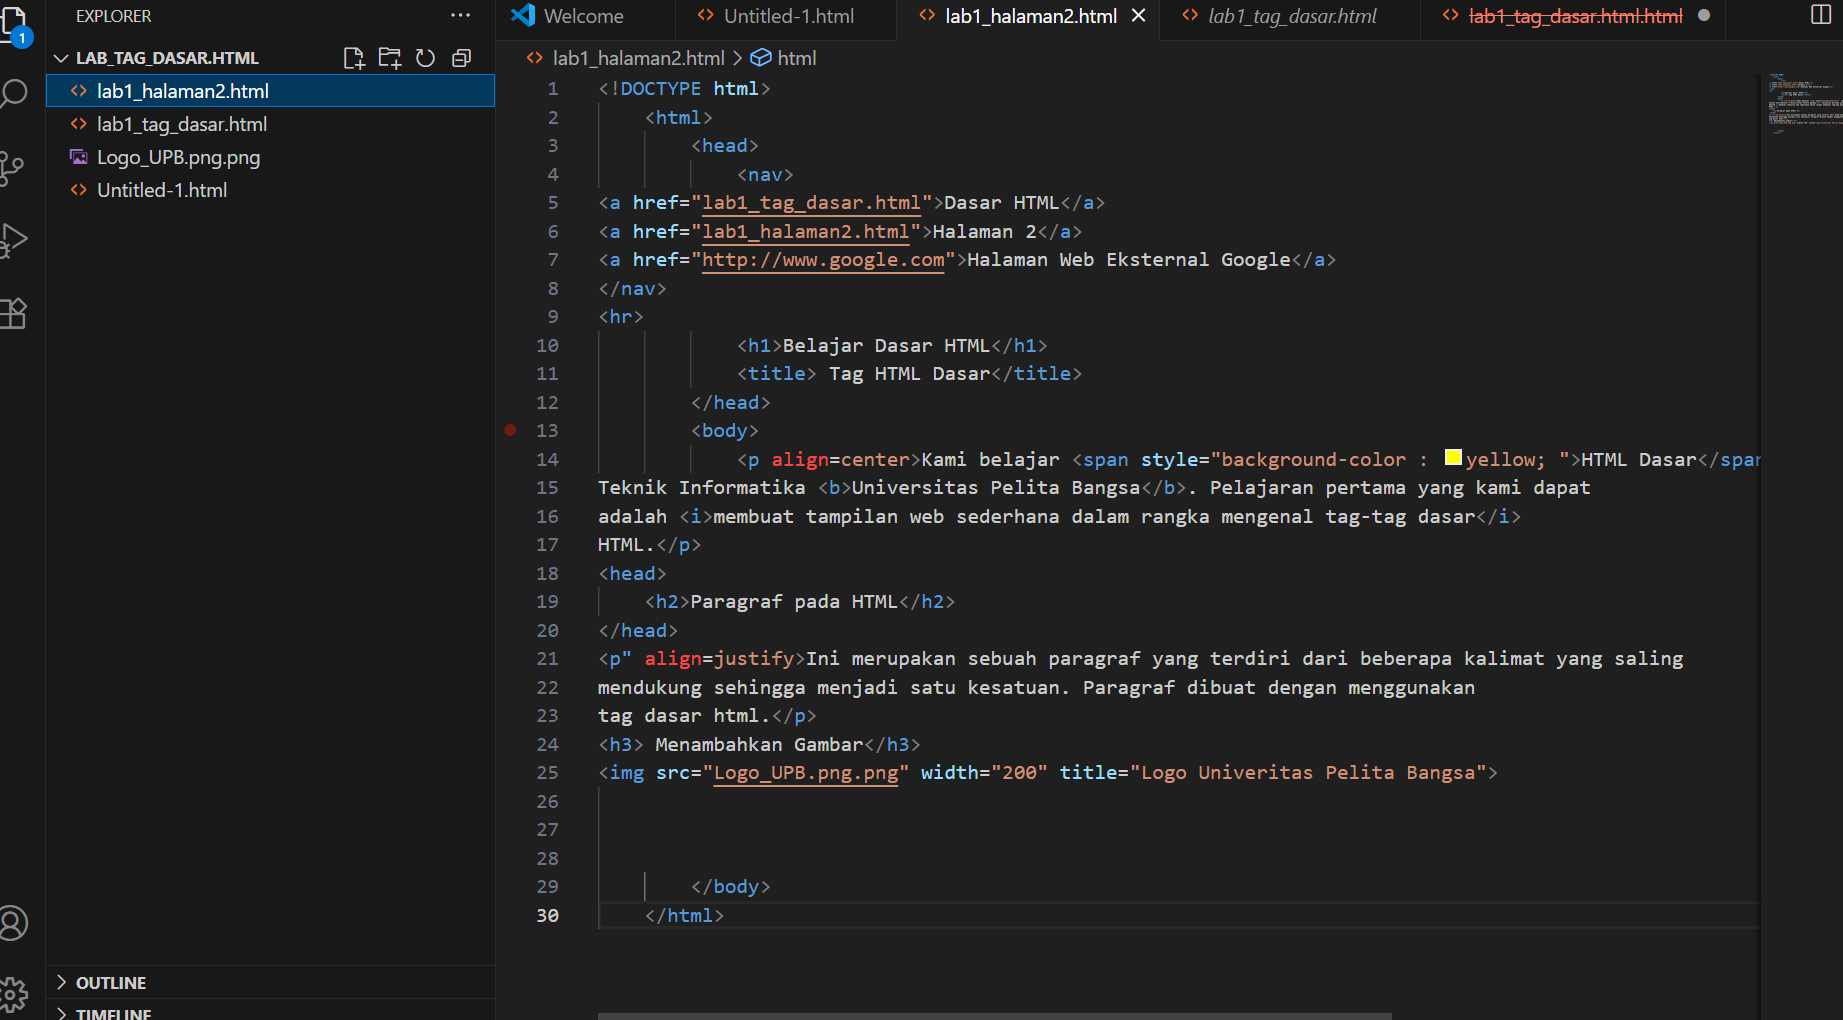 EXPLORER
LAB_TAG_DASAR.HTML
lab1_halaman2.html
lab1_tag_dasar.html
Logo_UPB.png.png
Untitled-1.html
OUTLINE
TIMELINE
1
Welcome
Untitled-1.html
lab1_halaman2.html
lab1_tag_dasar.html
lab1_tag_dasar.html.html
lab1_halaman2.html > html
1 <!DOCTYPE html>
2 <html>
3 <head>
4 <nav>
5 <a href="lab1_tag_dasar.html">Dasar HTML</a>
6 <a href="lab1_halaman2.html">Halaman 2</a>
7 <a href="http://www.google.com">Halaman Web Eksternal Google</a>
8 </nav>
9 <hr>
10 <h1>Belajar Dasar HTML</h1>
11 <title> Tag HTML Dasar</title>
12 </head>
13 <body>
14 <p align=center>Kami belajar <span style="background-color : yellow; ">HTML Dasar</span
15 Teknik Informatika <b>Universitas Pelita Bangsa</b>. Pelajaran pertama yang kami dapat
16 adalah <i>membuat tampilan web sederhana dalam rangka mengenal tag-tag dasar</i>
17 HTML.</p>
18 <head>
19 <h2>Paragraf pada HTML</h2>
20 </head>
21 <p" align=justify>Ini merupakan sebuah paragraf yang terdiri dari beberapa kalimat yang saling
22 mendukung sehingga menjadi satu kesatuan. Paragraf dibuat dengan menggunakan
23 tag dasar html.</p>
24 <h3> Menambahkan Gambar</h3>
25 <img src="Logo_UPB.png.png" width="200" title="Logo Univeritas Pelita Bangsa">
26
27
28
29 </body>
30 </html>